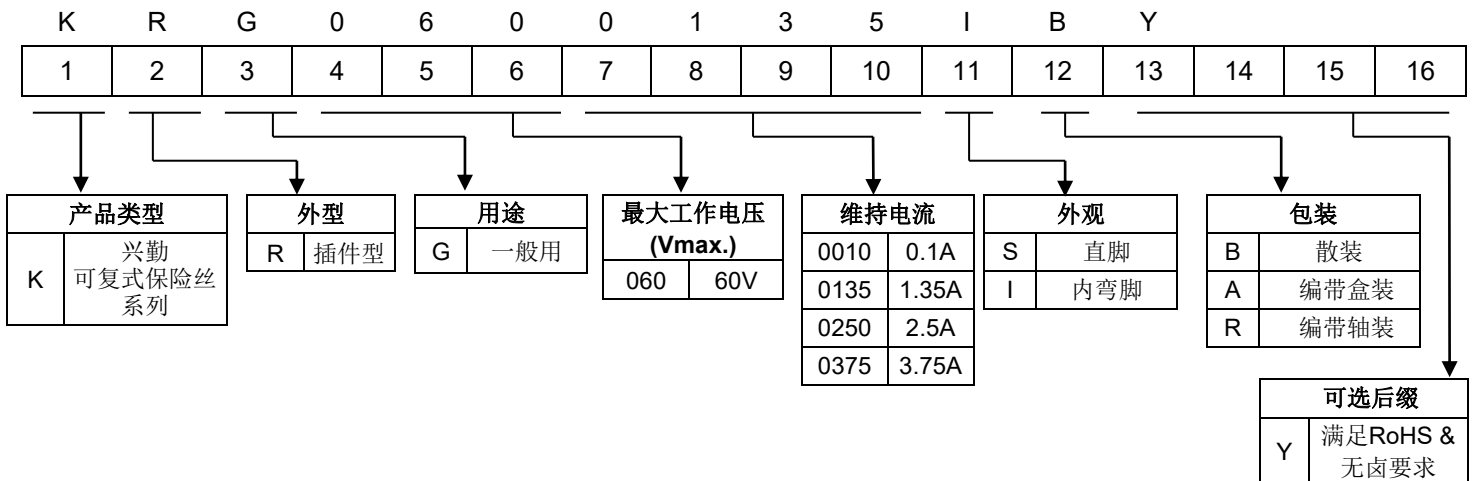 K R G 0 6 0 0 1 3 5 I B Y
1 2 3 4 5 6 7 8 9 10 11 12 13 14 15 16
产品类型
K 兴勤
可复式保险丝
系列
外型
R 插件型
用途
G 一般用
最大工作电压
(Vmax.)
060 60V
维持电流
0010 0.1A
0135 1.35A
0250 2.5A
0375 3.75A
外观
S 直脚
I 内弯脚
包装
B 散装
A 编带盒装
R 编带轴装
可选后缀
Y 满足RoHS &
无卤要求